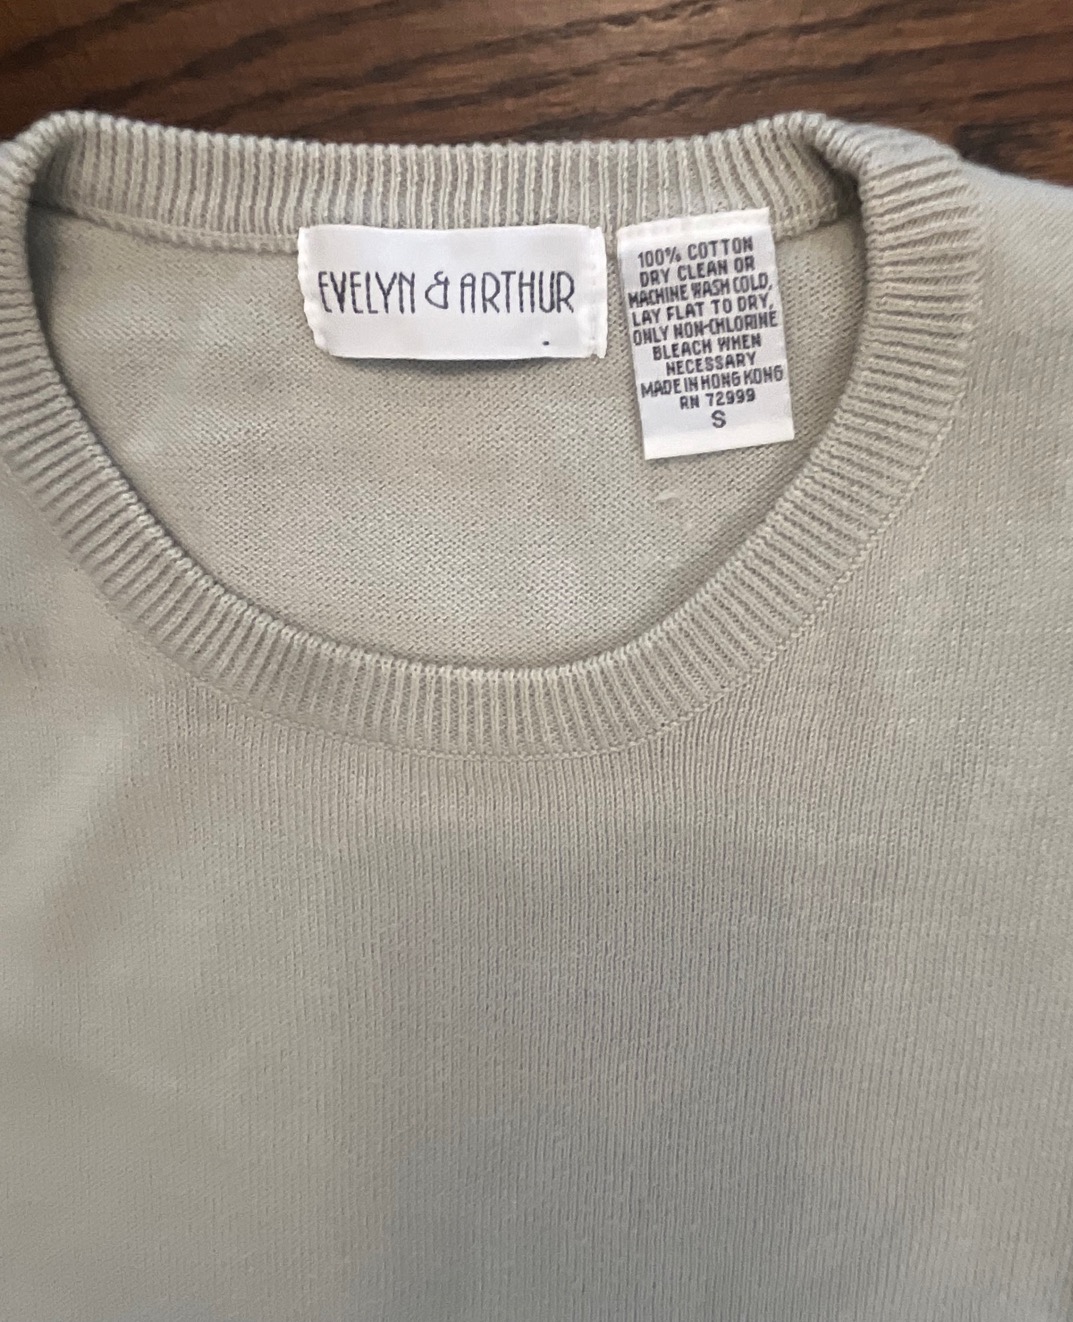 EVELYN & ARTHUR
100% COTTON
DRY CLEAN OR
MACHINE WASH COLD,
LAY FLAT TO DRY,
ONLY NON-CHLORINE
BLEACH WHEN
NECESSARY
MADE IN HONG KONG
RN 72999
S